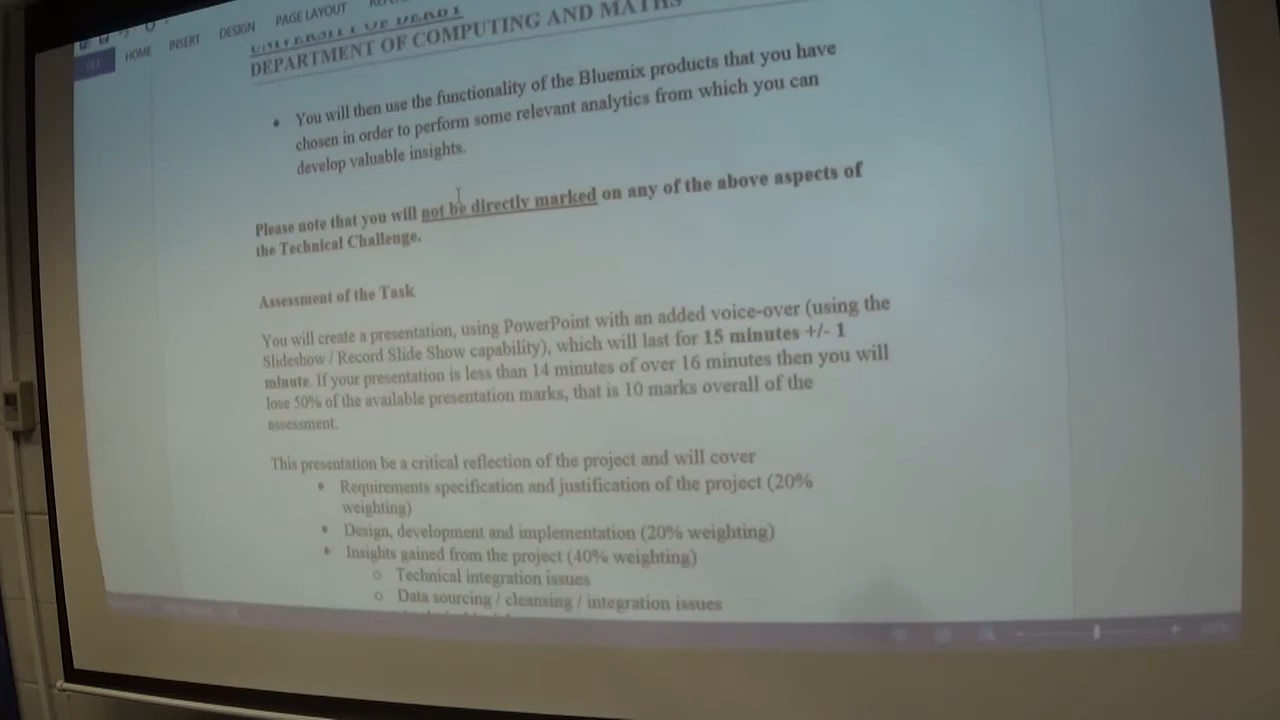 HOME INSERT DESIGN PAGE LAYOUT
FILE
DEPARTMENT OF COMPUTING AND MATHS
• You will then use the functionality of the Bluemix products that you have
chosen in order to perform some relevant analytics from which you can
develop valuable insights.
Please note that you will not be directly marked on any of the above aspects of
the Technical Challenge.
Assessment of the Task
You will create a presentation, using PowerPoint with an added voice-over (using the
Slideshow / Record Slide Show capability), which will last for 15 minutes +/- 1
minute. If your presentation is less than 14 minutes of over 16 minutes then you will
lose 50% of the available presentation marks, that is 10 marks overall of the
assessment.
This presentation be a critical reflection of the project and will cover
• Requirements specification and justification of the project (20%
weighting)
• Design, development and implementation (20% weighting)
• Insights gained from the project (40% weighting)
o Technical integration issues
o Data sourcing / cleansing / integration issues